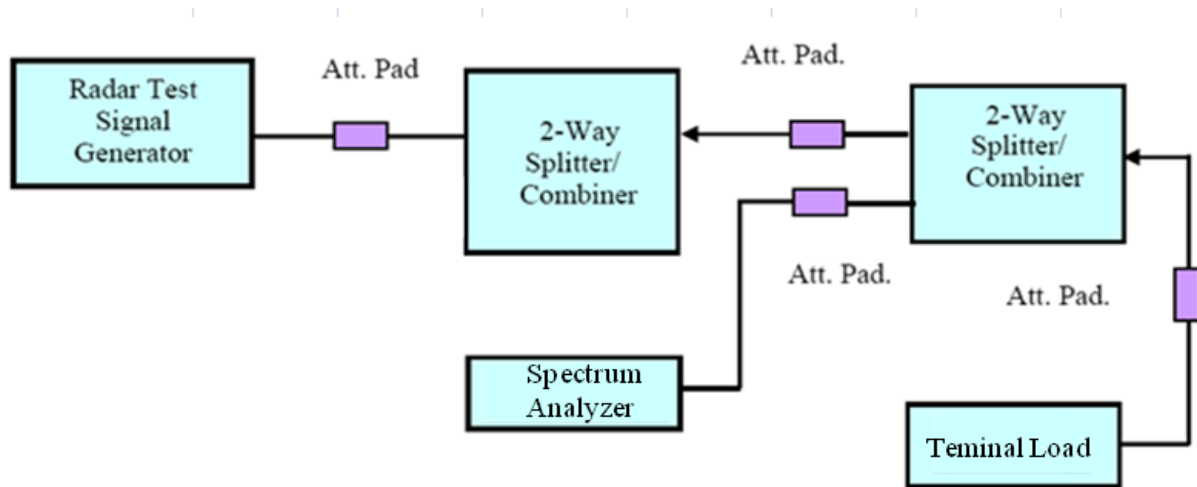 Att. Pad
Att. Pad.
Radar Test
Signal
Generator
2-Way
Splitter/
Combiner
2-Way
Splitter/
Combiner
Att. Pad.
Att. Pad.
Spectrum
Analyzer
Teminal Load